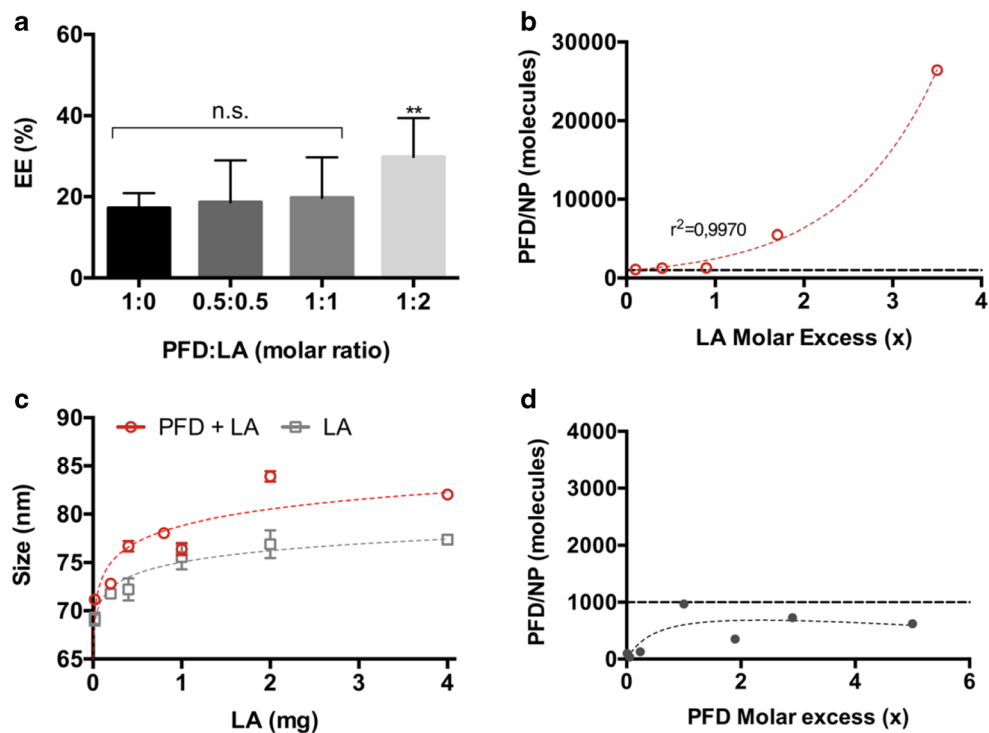 a
60
40
20
0
EE (%)
n.s.
**
1:0 0.5:0.5 1:1 1:2
PFD:LA (molar ratio)
b
30000
20000
10000
0
PFD/NP (molecules)
r²=0,9970
0 1 2 3 4
LA Molar Excess (x)
c
PFD + LA LA
90
85
80
75
70
65
Size (nm)
0 1 2 4
LA (mg)
d
4000
3000
2000
1000
0
PFD/NP (molecules)
0 2 4 6
PFD Molar excess (x)